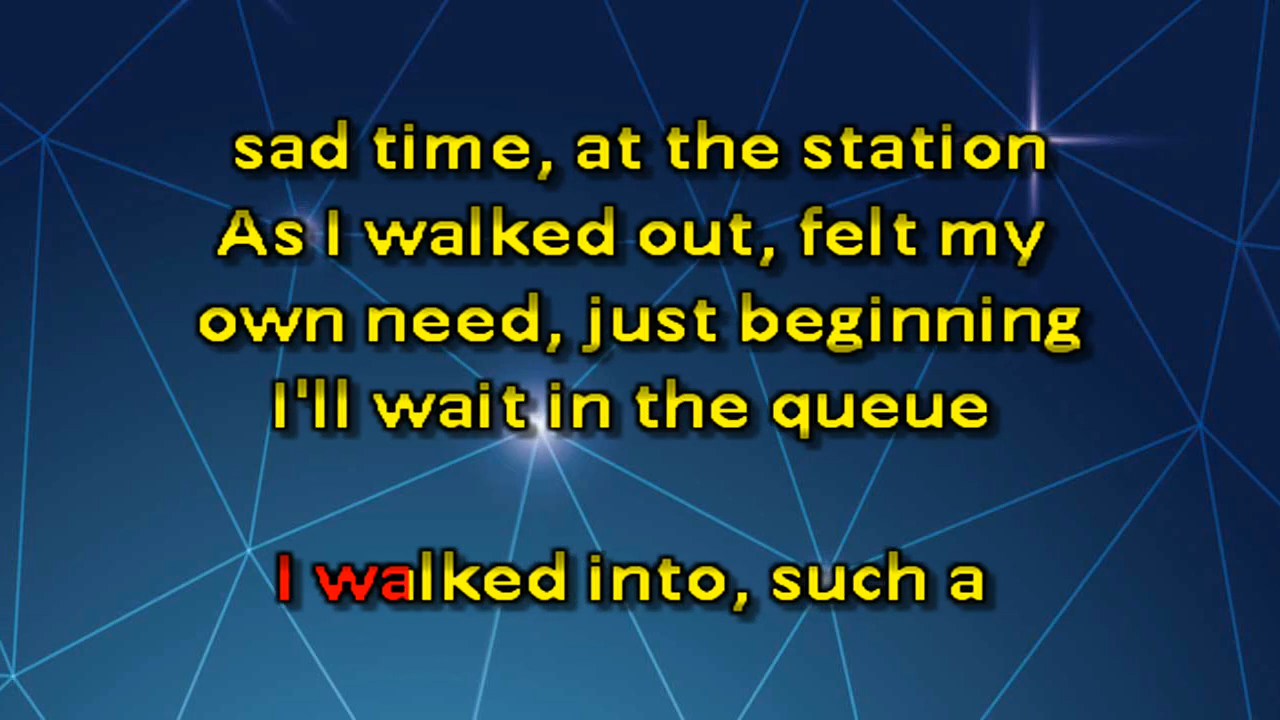 sad time, at the station
As I walked out, felt my
own need, just beginning
I'll wait in the queue
I walked into, such a